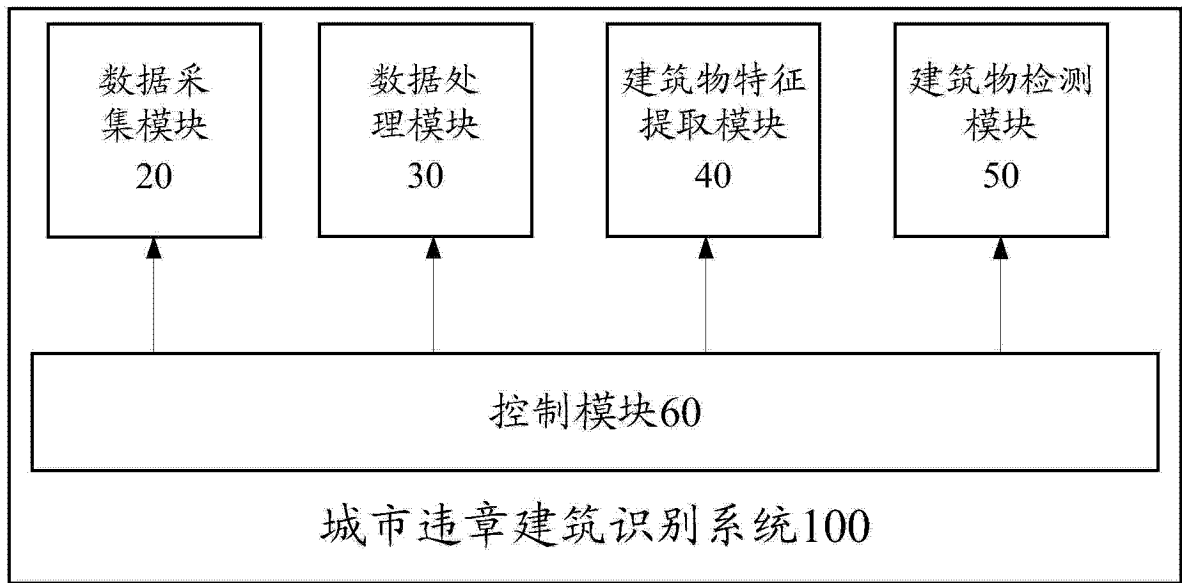 数据采
集模块
20
数据处
理模块
30
建筑物特征
提取模块
40
建筑物检测
模块
50
控制模块60
城市违章建筑识别系统100